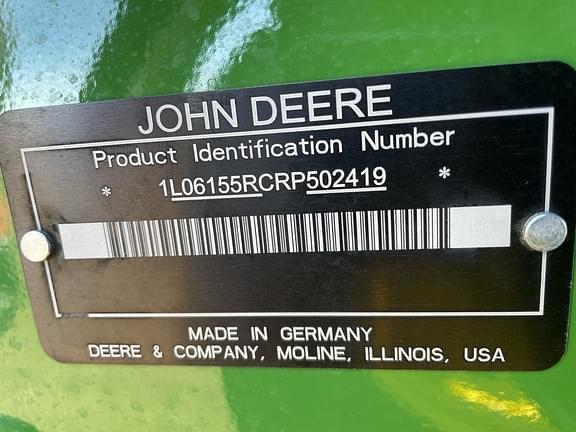 JOHN DEERE
Product Identification Number
* 1L06155RCRP502419 *
MADE IN GERMANY
DEERE & COMPANY, MOLINE, ILLINOIS, USA